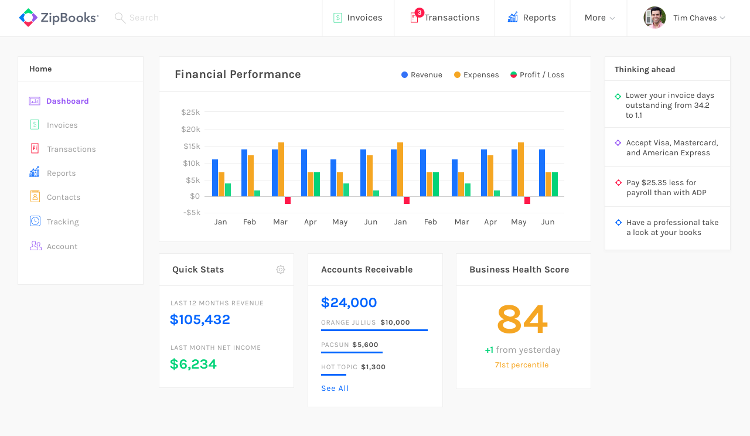 ZipBooks
Search
Invoices
3
Transactions
Reports
More
Tim Chaves
Home
Dashboard
Invoices
Transactions
Reports
Contacts
Tracking
Account
Financial Performance
Revenue
Expenses
Profit / Loss
$25k
$20k
$15k
$10k
$5k
$0
-$5k
Jan Feb Mar Apr May Jun Jan Feb Mar Apr May Jun
Quick Stats
LAST 12 MONTHS REVENUE
$105,432
LAST MONTH NET INCOME
$6,234
Accounts Receivable
$24,000
ORANGE JULIUS $10,000
PACSUN $5,600
HOT TOPIC $1,300
See All
Business Health Score
84
+1 from yesterday
71st percentile
Thinking ahead
Lower your invoice days
outstanding from 34.2
to 1.1
Accept Visa, Mastercard,
and American Express
Pay $25.35 less for
payroll than with ADP
Have a professional take
a look at your books